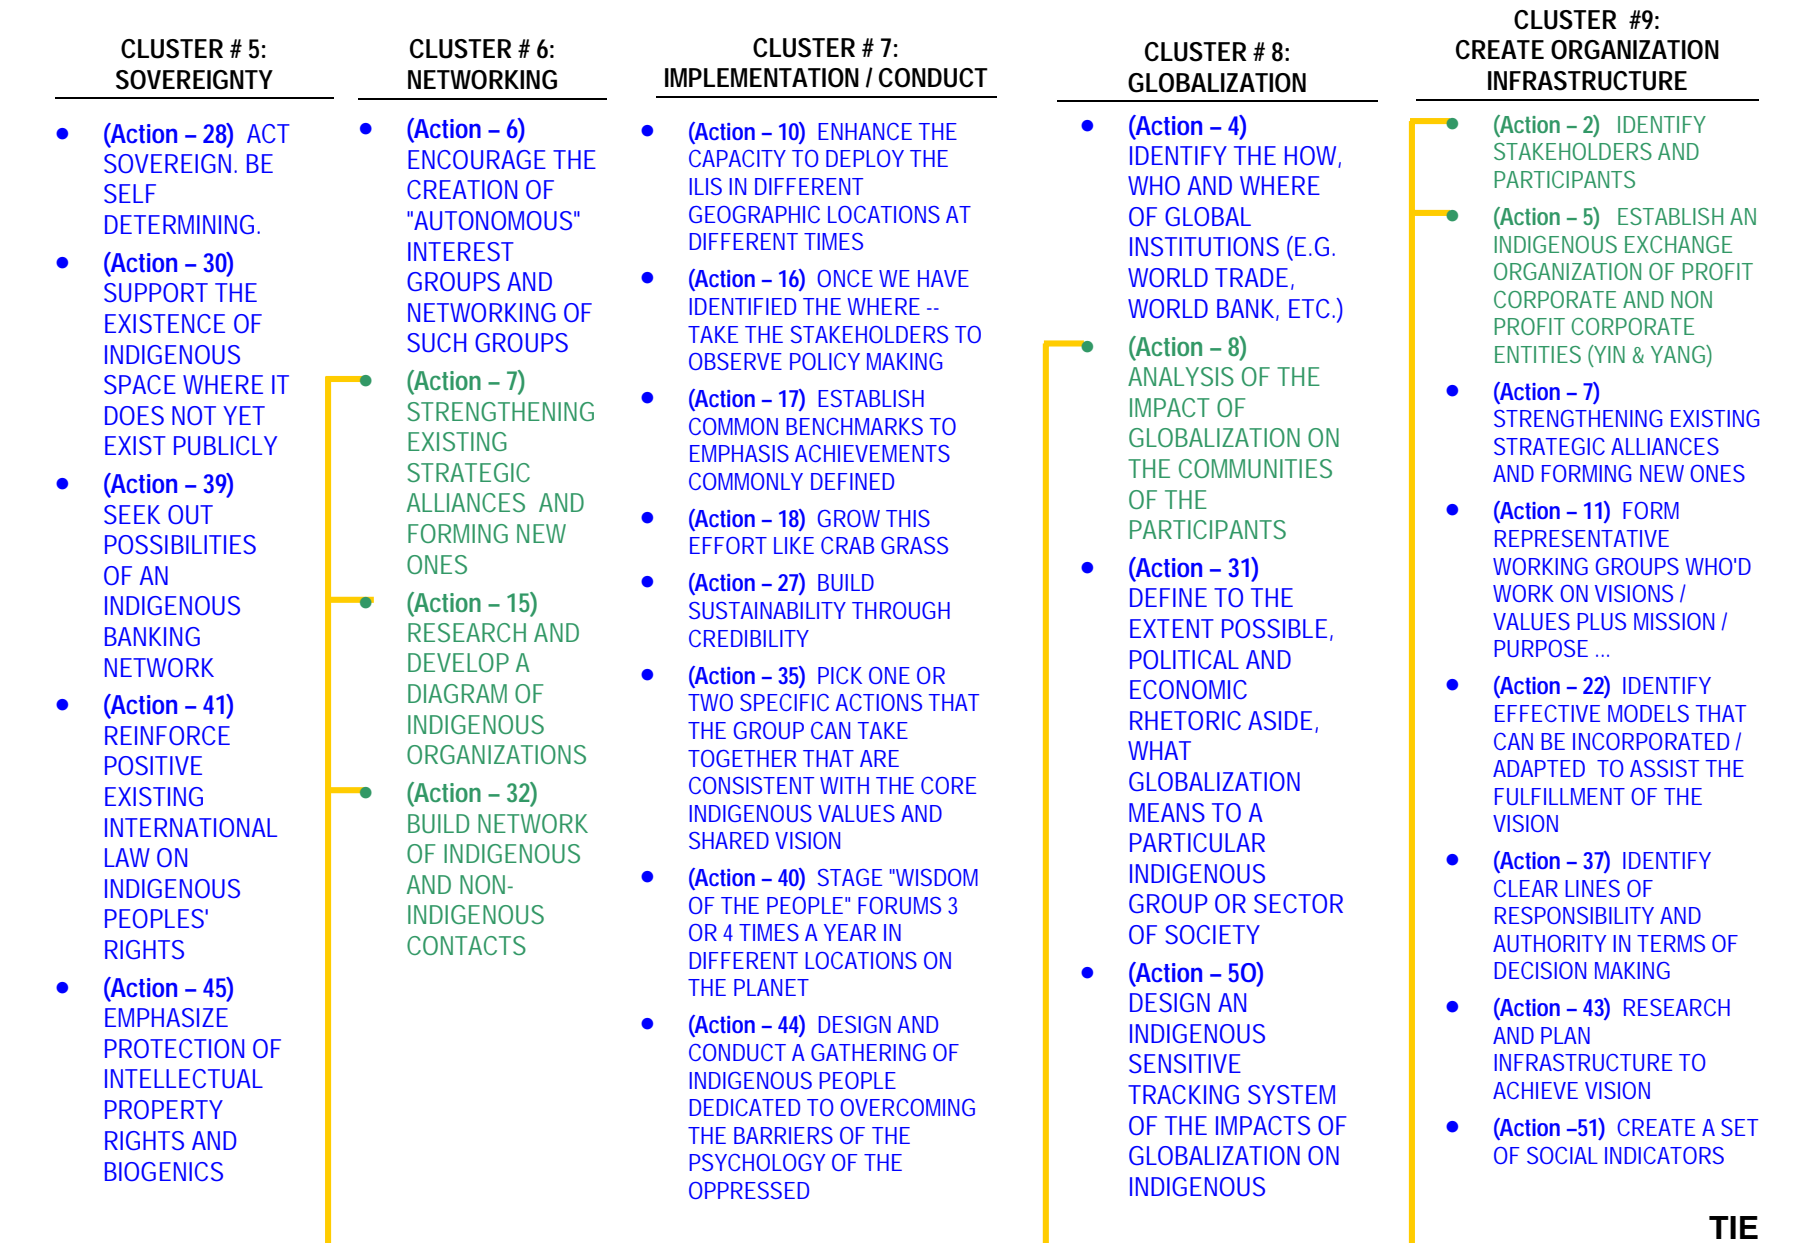 CLUSTER # 5:
SOVEREIGNTY
(Action – 28)  ACT
SOVEREIGN. BE
SELF
DETERMINING.
(Action – 30)
SUPPORT THE
EXISTENCE OF
INDIGENOUS
SPACE WHERE IT
DOES NOT YET
EXIST PUBLICLY
(Action – 39)
SEEK OUT
POSSIBILITIES
OF AN
INDIGENOUS
BANKING
NETWORK
(Action – 41)
REINFORCE
POSITIVE
EXISTING
INTERNATIONAL
LAW ON
INDIGENOUS
PEOPLES'
RIGHTS
(Action – 45)
EMPHASIZE
PROTECTION OF
INTELLECTUAL
PROPERTY
RIGHTS AND
BIOGENICS
CLUSTER # 6:
NETWORKING
(Action – 6)
ENCOURAGE THE
CREATION OF
"AUTONOMOUS"
INTEREST
GROUPS AND
NETWORKING OF
SUCH GROUPS
(Action – 7)
STRENGTHENING
EXISTING
STRATEGIC
ALLIANCES  AND
FORMING NEW
ONES
(Action – 15)
RESEARCH AND
DEVELOP A
DIAGRAM OF
INDIGENOUS
ORGANIZATIONS
(Action – 32)
BUILD NETWORK
OF INDIGENOUS
AND NON-
INDIGENOUS
CONTACTS
CLUSTER # 7:
IMPLEMENTATION / CONDUCT
(Action – 10)  ENHANCE THE
CAPACITY TO DEPLOY THE
ILIS IN DIFFERENT
GEOGRAPHIC LOCATIONS AT
DIFFERENT TIMES
(Action – 16)  ONCE WE HAVE
IDENTIFIED THE WHERE --
TAKE THE STAKEHOLDERS TO
OBSERVE POLICY MAKING
(Action – 17)  ESTABLISH
COMMON BENCHMARKS TO
EMPHASIS ACHIEVEMENTS
COMMONLY DEFINED
(Action – 18)  GROW THIS
EFFORT LIKE CRAB GRASS
(Action – 27)  BUILD
SUSTAINABILITY THROUGH
CREDIBILITY
(Action – 35)  PICK ONE OR
TWO SPECIFIC ACTIONS THAT
THE GROUP CAN TAKE
TOGETHER THAT ARE
CONSISTENT WITH THE CORE
INDIGENOUS VALUES AND
SHARED VISION
(Action – 40)  STAGE "WISDOM
OF THE PEOPLE" FORUMS 3
OR 4 TIMES A YEAR IN
DIFFERENT LOCATIONS ON
THE PLANET
(Action – 44)  DESIGN AND
CONDUCT A GATHERING OF
INDIGENOUS PEOPLE
DEDICATED TO OVERCOMING
THE BARRIERS OF THE
PSYCHOLOGY OF THE
OPPRESSED
CLUSTER # 8:
GLOBALIZATION
(Action – 4)
IDENTIFY THE HOW,
WHO AND WHERE
OF GLOBAL
INSTITUTIONS (E.G.
WORLD TRADE,
WORLD BANK, ETC.)
(Action – 8)
ANALYSIS OF THE
IMPACT OF
GLOBALIZATION ON
THE COMMUNITIES
OF THE
PARTICIPANTS
(Action – 31)
DEFINE TO THE
EXTENT POSSIBLE,
POLITICAL AND
ECONOMIC
RHETORIC ASIDE,
WHAT
GLOBALIZATION
MEANS TO A
PARTICULAR
INDIGENOUS
GROUP OR SECTOR
OF SOCIETY
(Action – 5O)
DESIGN AN
INDIGENOUS
SENSITIVE
TRACKING SYSTEM
OF THE IMPACTS OF
GLOBALIZATION ON
INDIGENOUS
CLUSTER  #9:
CREATE ORGANIZATION
INFRASTRUCTURE
(Action – 2)   IDENTIFY
STAKEHOLDERS AND
PARTICIPANTS
(Action – 5)   ESTABLISH AN
INDIGENOUS EXCHANGE
ORGANIZATION OF PROFIT
CORPORATE AND NON
PROFIT CORPORATE
ENTITIES (YIN & YANG)
(Action – 7)
STRENGTHENING EXISTING
STRATEGIC ALLIANCES
AND FORMING NEW ONES
(Action – 11)  FORM
REPRESENTATIVE
WORKING GROUPS WHO'D
WORK ON VISIONS /
VALUES PLUS MISSION /
PURPOSE ...
(Action – 22)  IDENTIFY
EFFECTIVE MODELS THAT
CAN BE INCORPORATED /
ADAPTED  TO ASSIST THE
FULFILLMENT OF THE
VISION
(Action – 37)  IDENTIFY
CLEAR LINES OF
RESPONSIBILITY AND
AUTHORITY IN TERMS OF
DECISION MAKING
(Action – 43)  RESEARCH
AND PLAN
INFRASTRUCTURE TO
ACHIEVE VISION
(Action –51)  CREATE A SET
OF SOCIAL INDICATORS
TIE